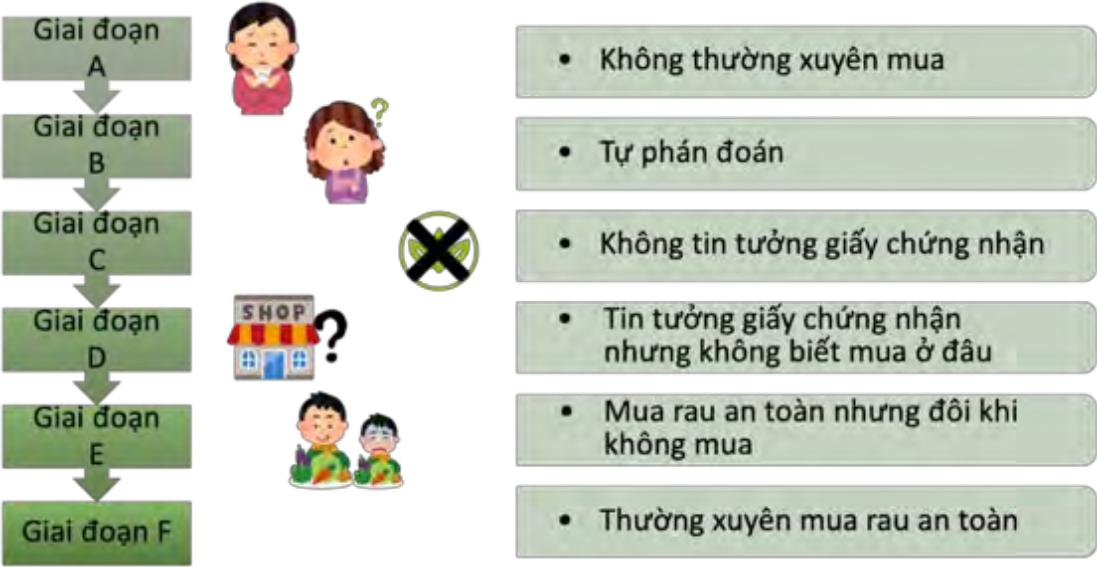 Giai đoạn
A
• Không thường xuyên mua
?
Giai đoạn
B
• Tự phán đoán
Giai đoạn
C
• Không tin tưởng giấy chứng nhận
Giai đoạn
D
SHOP
?
• Tin tưởng giấy chứng nhận
nhưng không biết mua ở đâu
Giai đoạn
E
• Mua rau an toàn nhưng đôi khi
không mua
Giai đoạn F
• Thường xuyên mua rau an toàn